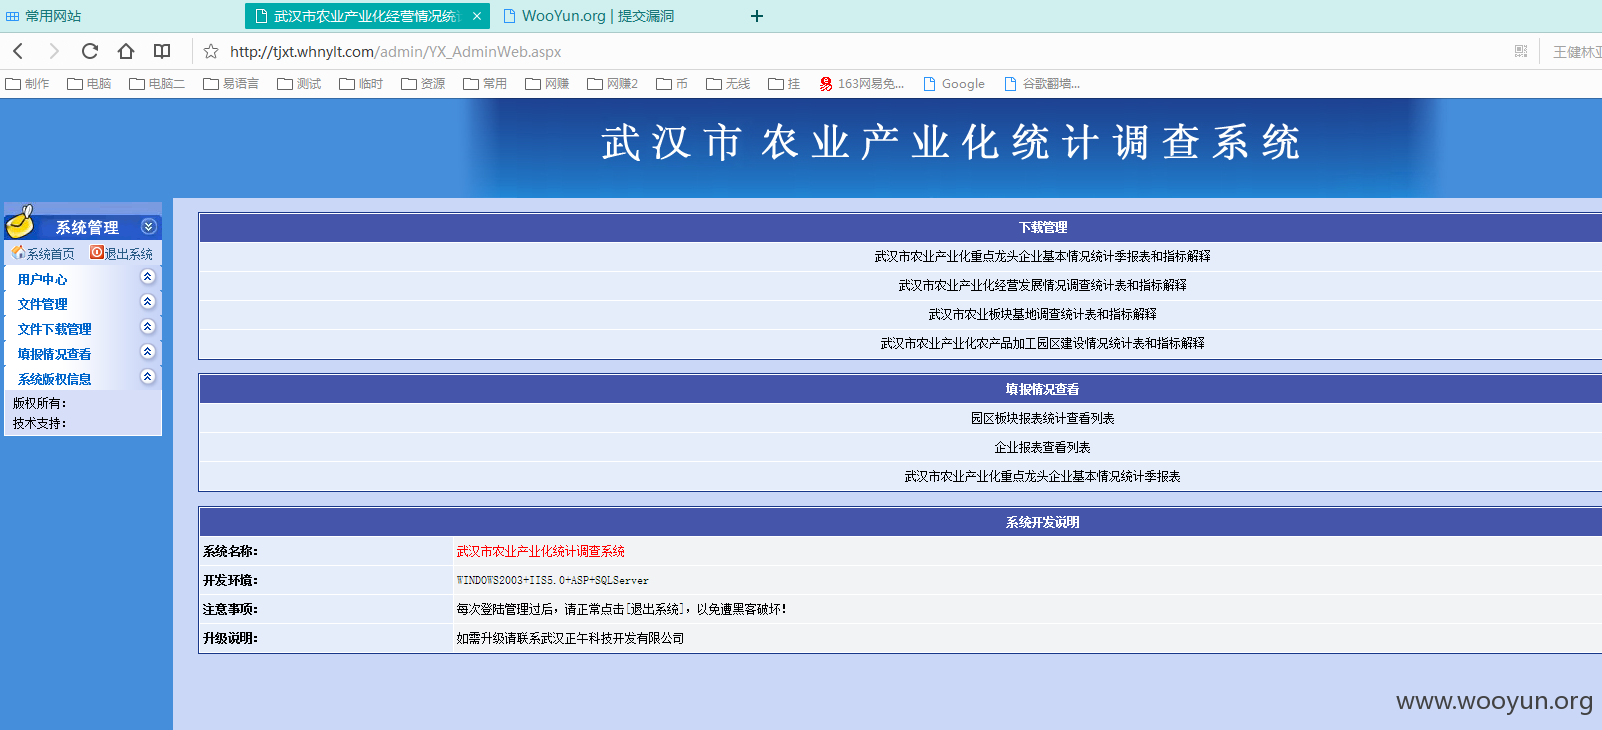 常用网站
武汉市农业产业化经营情况统
WooYun.org | 提交漏洞
http://tjxt.whnylt.com/admin/YX_AdminWeb.aspx
王健林
制作 电脑 电脑二 易语言 测试 临时 资源 常用 网赚 网赚2 币 无线 挂 163网易免... Google 谷歌翻墙...
武汉市农业产业化统计调查系统
系统管理
系统首页 退出系统
用户中心
文件管理
文件下载管理
填报情况查看
系统版权信息
版权所有：
技术支持：
下载管理
武汉市农业产业化重点龙头企业基本情况统计季报表和指标解释
武汉市农业产业化经营发展情况调查统计表和指标解释
武汉市农业板块基地调查统计表和指标解释
武汉市农业产业化农产品加工园区建设情况统计表和指标解释
填报情况查看
园区板块报表统计查看列表
企业报表查看列表
武汉市农业产业化重点龙头企业基本情况统计季报表
系统开发说明
系统名称： 武汉市农业产业化统计调查系统
开发环境： WINDOWS2003+IIS5.0+ASP+SQLServer
注意事项： 每次登陆管理过后，请正常点击[退出系统]，以免遭黑客破坏！
升级说明： 如需升级请联系武汉正午科技开发有限公司
www.wooyun.org